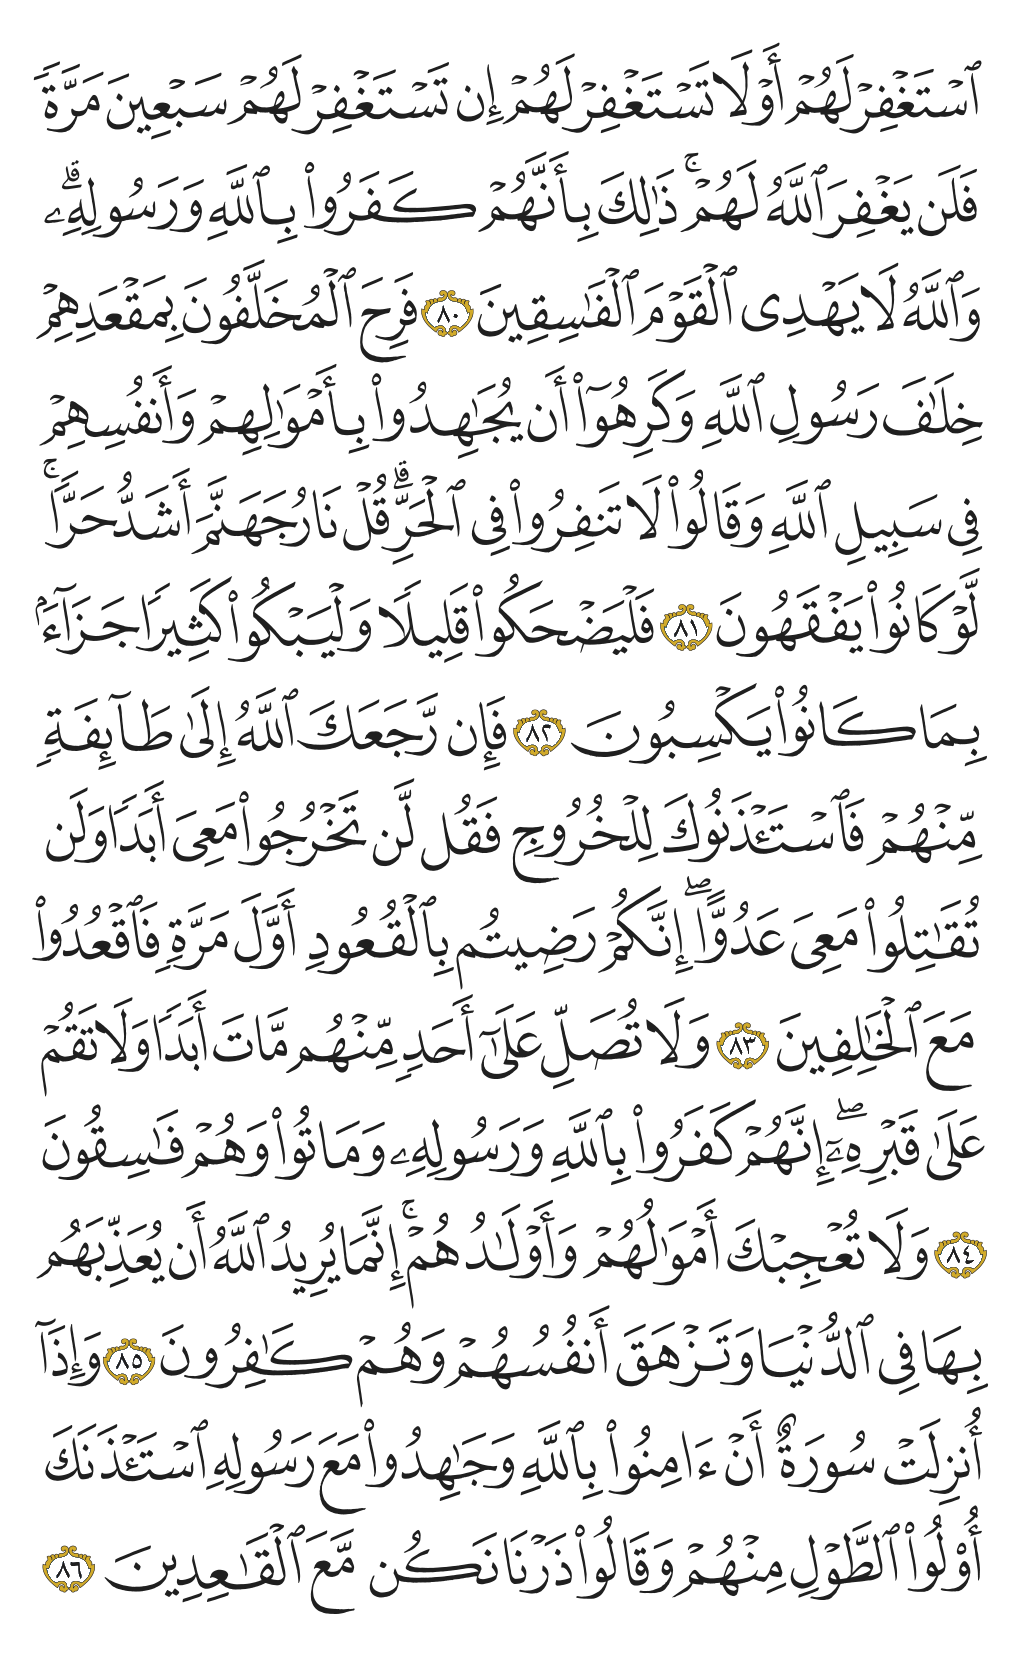 ٱسۡتَغۡفِرۡ لَهُمۡ أَوۡ لَا تَسۡتَغۡفِرۡ لَهُمۡ إِن تَسۡتَغۡفِرۡ لَهُمۡ سَبۡعِينَ مَرَّةٗ
فَلَن يَغۡفِرَ ٱللَّهُ لَهُمۡۚ ذَٰلِكَ بِأَنَّهُمۡ كَفَرُواْ بِٱللَّهِ وَرَسُولِهِۦۗ
وَٱللَّهُ لَا يَهۡدِي ٱلۡقَوۡمَ ٱلۡفَٰسِقِينَ ٨٠ فَرِحَ ٱلۡمُخَلَّفُونَ بِمَقۡعَدِهِمۡ
خِلَٰفَ رَسُولِ ٱللَّهِ وَكَرِهُوٓاْ أَن يُجَٰهِدُواْ بِأَمۡوَٰلِهِمۡ وَأَنفُسِهِمۡ
فِي سَبِيلِ ٱللَّهِ وَقَالُواْ لَا تَنفِرُواْ فِي ٱلۡحَرِّۗ قُلۡ نَارُ جَهَنَّمَ أَشَدُّ حَرّٗاۚ
لَّوۡ كَانُواْ يَفۡقَهُونَ ٨١ فَلۡيَضۡحَكُواْ قَلِيلٗا وَلۡيَبۡكُواْ كَثِيرٗا جَزَآءَۢ
بِمَا كَانُواْ يَكۡسِبُونَ ٨٢ فَإِن رَّجَعَكَ ٱللَّهُ إِلَىٰ طَآئِفَةٖ
مِّنۡهُمۡ فَٱسۡتَـٔۡذَنُوكَ لِلۡخُرُوجِ فَقُل لَّن تَخۡرُجُواْ مَعِيَ أَبَدٗا وَلَن
تُقَٰتِلُواْ مَعِيَ عَدُوًّاۖ إِنَّكُمۡ رَضِيتُم بِٱلۡقُعُودِ أَوَّلَ مَرَّةٖ فَٱقۡعُدُواْ
مَعَ ٱلۡخَٰلِفِينَ ٨٣ وَلَا تُصَلِّ عَلَىٰٓ أَحَدٖ مِّنۡهُم مَّاتَ أَبَدٗا وَلَا تَقُمۡ
عَلَىٰ قَبۡرِهِۦٓۖ إِنَّهُمۡ كَفَرُواْ بِٱللَّهِ وَرَسُولِهِۦ وَمَاتُواْ وَهُمۡ فَٰسِقُونَ
٨٤ وَلَا تُعۡجِبۡكَ أَمۡوَٰلُهُمۡ وَأَوۡلَٰدُهُمۡۚ إِنَّمَا يُرِيدُ ٱللَّهُ أَن يُعَذِّبَهُم
بِهَا فِي ٱلدُّنۡيَا وَتَزۡهَقَ أَنفُسُهُمۡ وَهُمۡ كَٰفِرُونَ ٨٥ وَإِذَآ
أُنزِلَتۡ سُورَةٌ أَنۡ ءَامِنُواْ بِٱللَّهِ وَجَٰهِدُواْ مَعَ رَسُولِهِ ٱسۡتَـٔۡذَنَكَ
أُوْلُواْ ٱلطَّوۡلِ مِنۡهُمۡ وَقَالُواْ ذَرۡنَا نَكُن مَّعَ ٱلۡقَٰعِدِينَ ٨٦